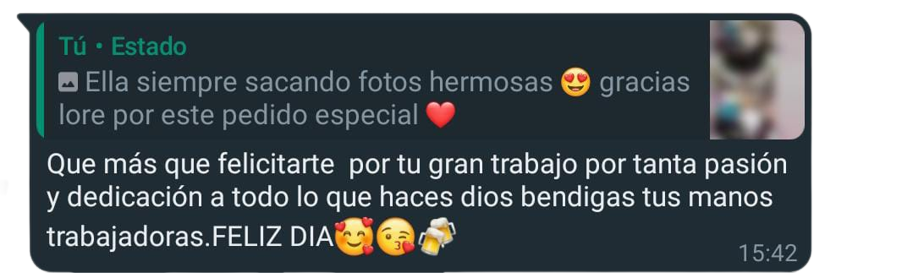 Tú • Estado
Ella siempre sacando fotos hermosas 😍 gracias
lore por este pedido especial ❤️
Que más que felicitarte por tu gran trabajo por tanta pasión
y dedicación a todo lo que haces dios bendigas tus manos
trabajadoras.FELIZ DIA🥰😘🍻
15:42